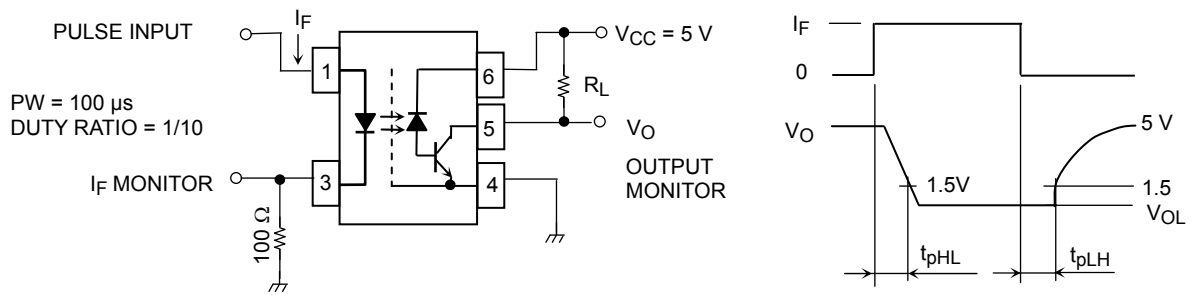 PULSE INPUT
IF
PW = 100 µs
DUTY RATIO = 1/10
IF MONITOR
100 Ω
1
3
6
5
4
VCC = 5 V
RL
VO
OUTPUT
MONITOR
IF
0
VO
5 V
1.5V
1.5
VOL
tpHL
tpLH